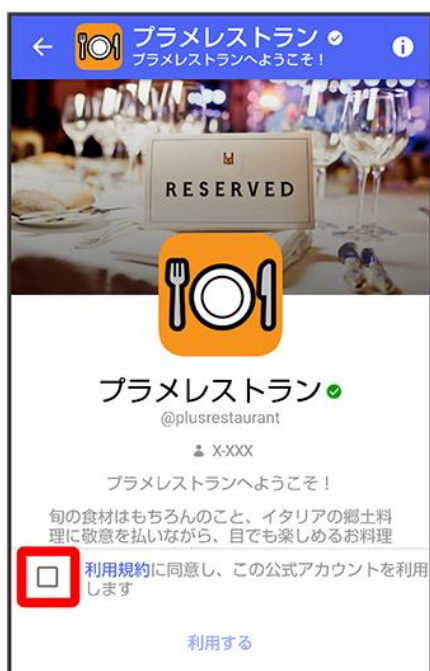 プラメレストラン
プラメレストランへようこそ！
RESERVED
プラメレストラン
@plusrestaurant
X-XXX
プラメレストランへようこそ！
旬の食材はもちろんのこと、イタリアの郷土料
理に敬意を払いながら、目でも楽しめるお料理
利用規約に同意し、この公式アカウントを利用
します
利用する